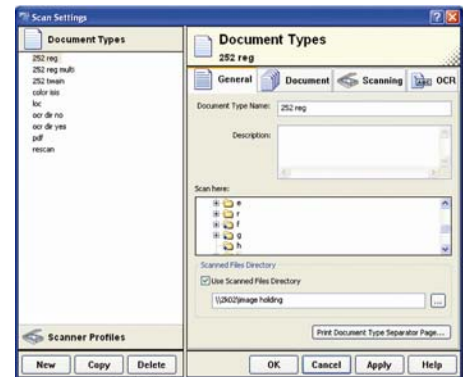 Scan Settings
Document Types
252 reg
252 reg multi
252 twain
color isis
loc
ocr dir no
ocr dir yes
pdf
rescan
Scanner Profiles
New Copy Delete
Document Types
252 reg
General Document Scanning OCR
Document Type Name: 252 reg
Description:
Scan here:
e
r
f
g
h
Scanned Files Directory
Use Scanned Files Directory
\\2k02\image holding
...
Print Document Type Separator Page...
OK Cancel Apply Help